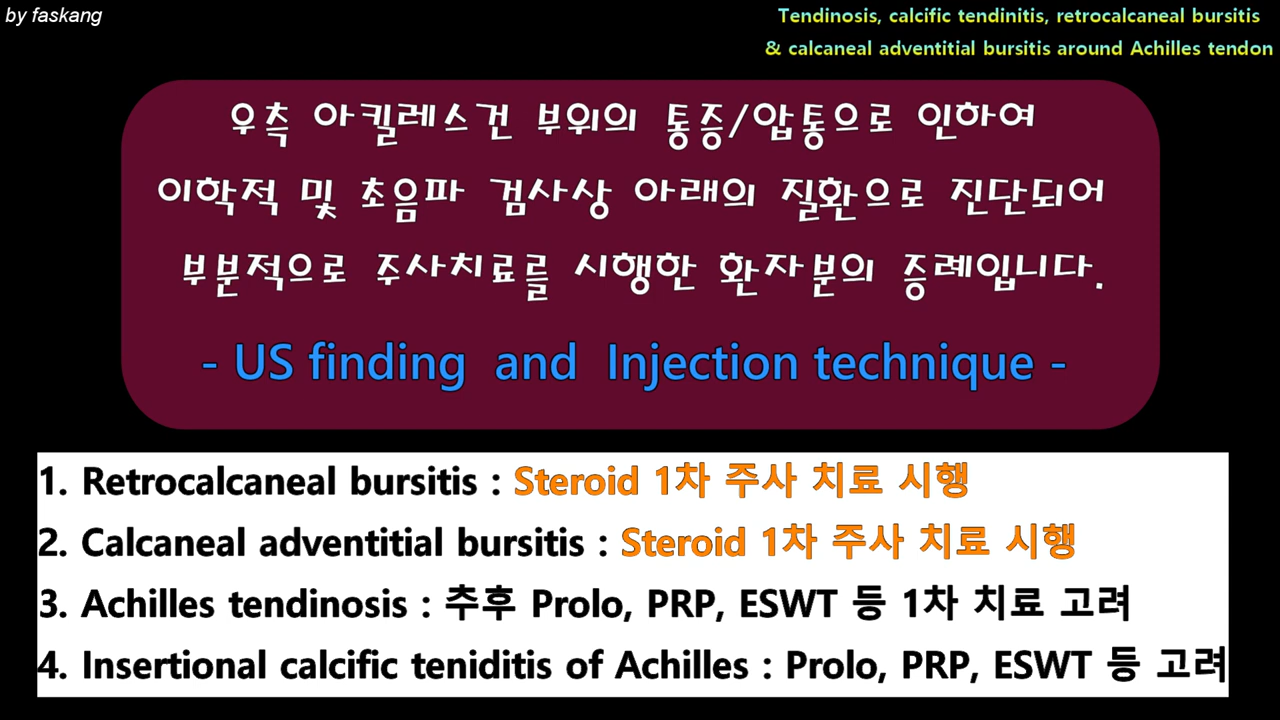 by faskang
Tendinosis, calcific tendinitis, retrocalcaneal bursitis
& calcaneal adventitial bursitis around Achilles tendon
우측 아킬레스건 부위의 통증/압통으로 인하여
이학적 및 초음파 검사상 아래의 질환으로 진단되어
부분적으로 주사치료를 시행한 환자분의 증례입니다.
- US finding and Injection technique -
1. Retrocalcaneal bursitis : Steroid 1차 주사 치료 시행
2. Calcaneal adventitial bursitis : Steroid 1차 주사 치료 시행
3. Achilles tendinosis : 추후 Prolo, PRP, ESWT 등 1차 치료 고려
4. Insertional calcific teniditis of Achilles : Prolo, PRP, ESWT 등 고려